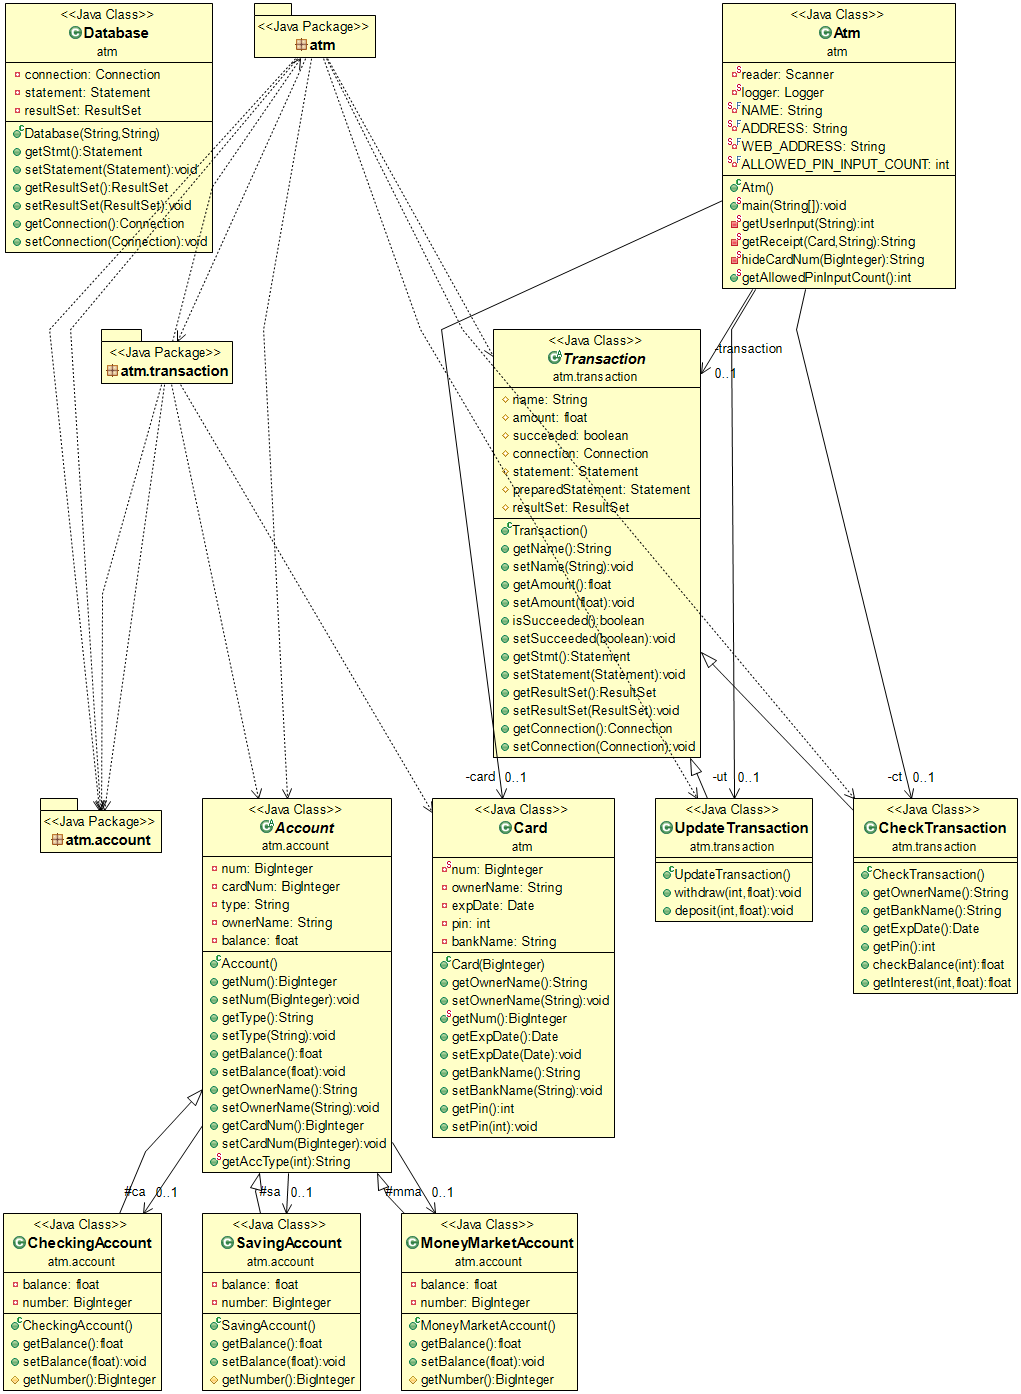 <<Java Class>>
Database
atm
connection: Connection
statement: Statement
resultSet: ResultSet
Database(String,String)
getStmt():Statement
setStatement(Statement):void
getResultSet():ResultSet
setResultSet(ResultSet):void
getConnection():Connection
setConnection(Connection):void
<<Java Package>>
atm
<<Java Class>>
Atm
atm
reader: Scanner
logger: Logger
NAME: String
ADDRESS: String
WEB_ADDRESS: String
ALLOWED_PIN_INPUT_COUNT: int
Atm()
main(String[]):void
getUserInput(String):int
getReceipt(Card,String):String
hideCardNum(BigInteger):String
getAllowedPinInputCount():int
<<Java Package>>
atm.transaction
<<Java Class>>
Transaction
atm.transaction
name: String
amount: float
succeeded: boolean
connection: Connection
statement: Statement
preparedStatement: Statement
resultSet: ResultSet
Transaction()
getName():String
setName(String):void
getAmount():float
setAmount(float):void
isSucceeded():boolean
setSucceeded(boolean):void
getStmt():Statement
setStatement(Statement):void
getResultSet():ResultSet
setResultSet(ResultSet):void
getConnection():Connection
setConnection(Connection):void
-transaction
0..1
-card 0..1
-ut 0..1
-ct 0..1
<<Java Package>>
atm.account
<<Java Class>>
Account
atm.account
num: BigInteger
cardNum: BigInteger
type: String
ownerName: String
balance: float
Account()
getNum():BigInteger
setNum(BigInteger):void
getType():String
setType(String):void
getBalance():float
setBalance(float):void
getOwnerName():String
setOwnerName(String):void
getCardNum():BigInteger
setCardNum(BigInteger):void
getAccType(int):String
<<Java Class>>
Card
atm
num: BigInteger
ownerName: String
expDate: Date
pin: int
bankName: String
Card(BigInteger)
getOwnerName():String
setOwnerName(String):void
getNum():BigInteger
getExpDate():Date
setExpDate(Date):void
getBankName():String
setBankName(String):void
getPin():int
setPin(int):void
<<Java Class>>
UpdateTransaction
atm.transaction
UpdateTransaction()
withdraw(int,float):void
deposit(int,float):void
<<Java Class>>
CheckTransaction
atm.transaction
CheckTransaction()
getOwnerName():String
getBankName():String
getExpDate():Date
getPin():int
checkBalance(int):float
getInterest(int,float):float
#ca 0..1
#sa 0..1
#mma 0..1
<<Java Class>>
CheckingAccount
atm.account
balance: float
number: BigInteger
CheckingAccount()
getBalance():float
setBalance(float):void
getNumber():BigInteger
<<Java Class>>
SavingAccount
atm.account
balance: float
number: BigInteger
SavingAccount()
getBalance():float
setBalance(float):void
getNumber():BigInteger
<<Java Class>>
MoneyMarketAccount
atm.account
balance: float
number: BigInteger
MoneyMarketAccount()
getBalance():float
setBalance(float):void
getNumber():BigInteger